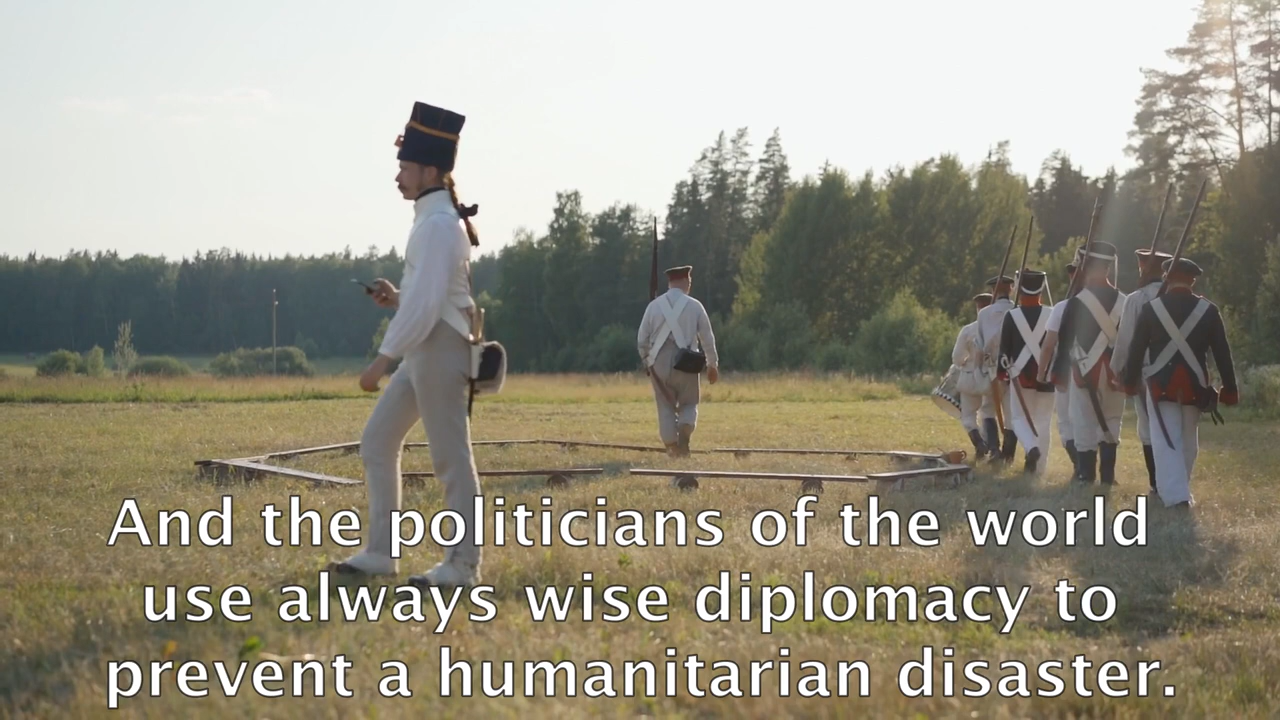 And the politicians of the world
use always wise diplomacy to
prevent a humanitarian disaster.